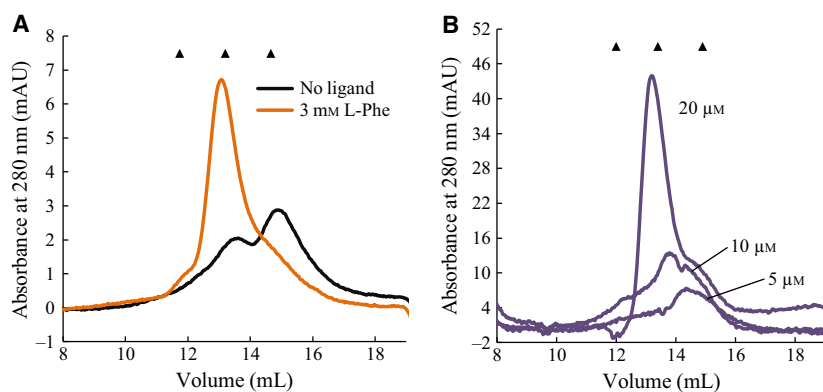 A
Absorbance at 280 nm (mAU)
8
7
6
5
4
3
2
1
0
−1
8
10
12
14
16
18
Volume (mL)
No ligand
3 mM L-Phe
B
Absorbance at 280 nm (mAU)
52
46
40
34
28
22
16
10
4
−2
8
10
12
14
16
18
Volume (mL)
20 μM
10 μM
5 μM